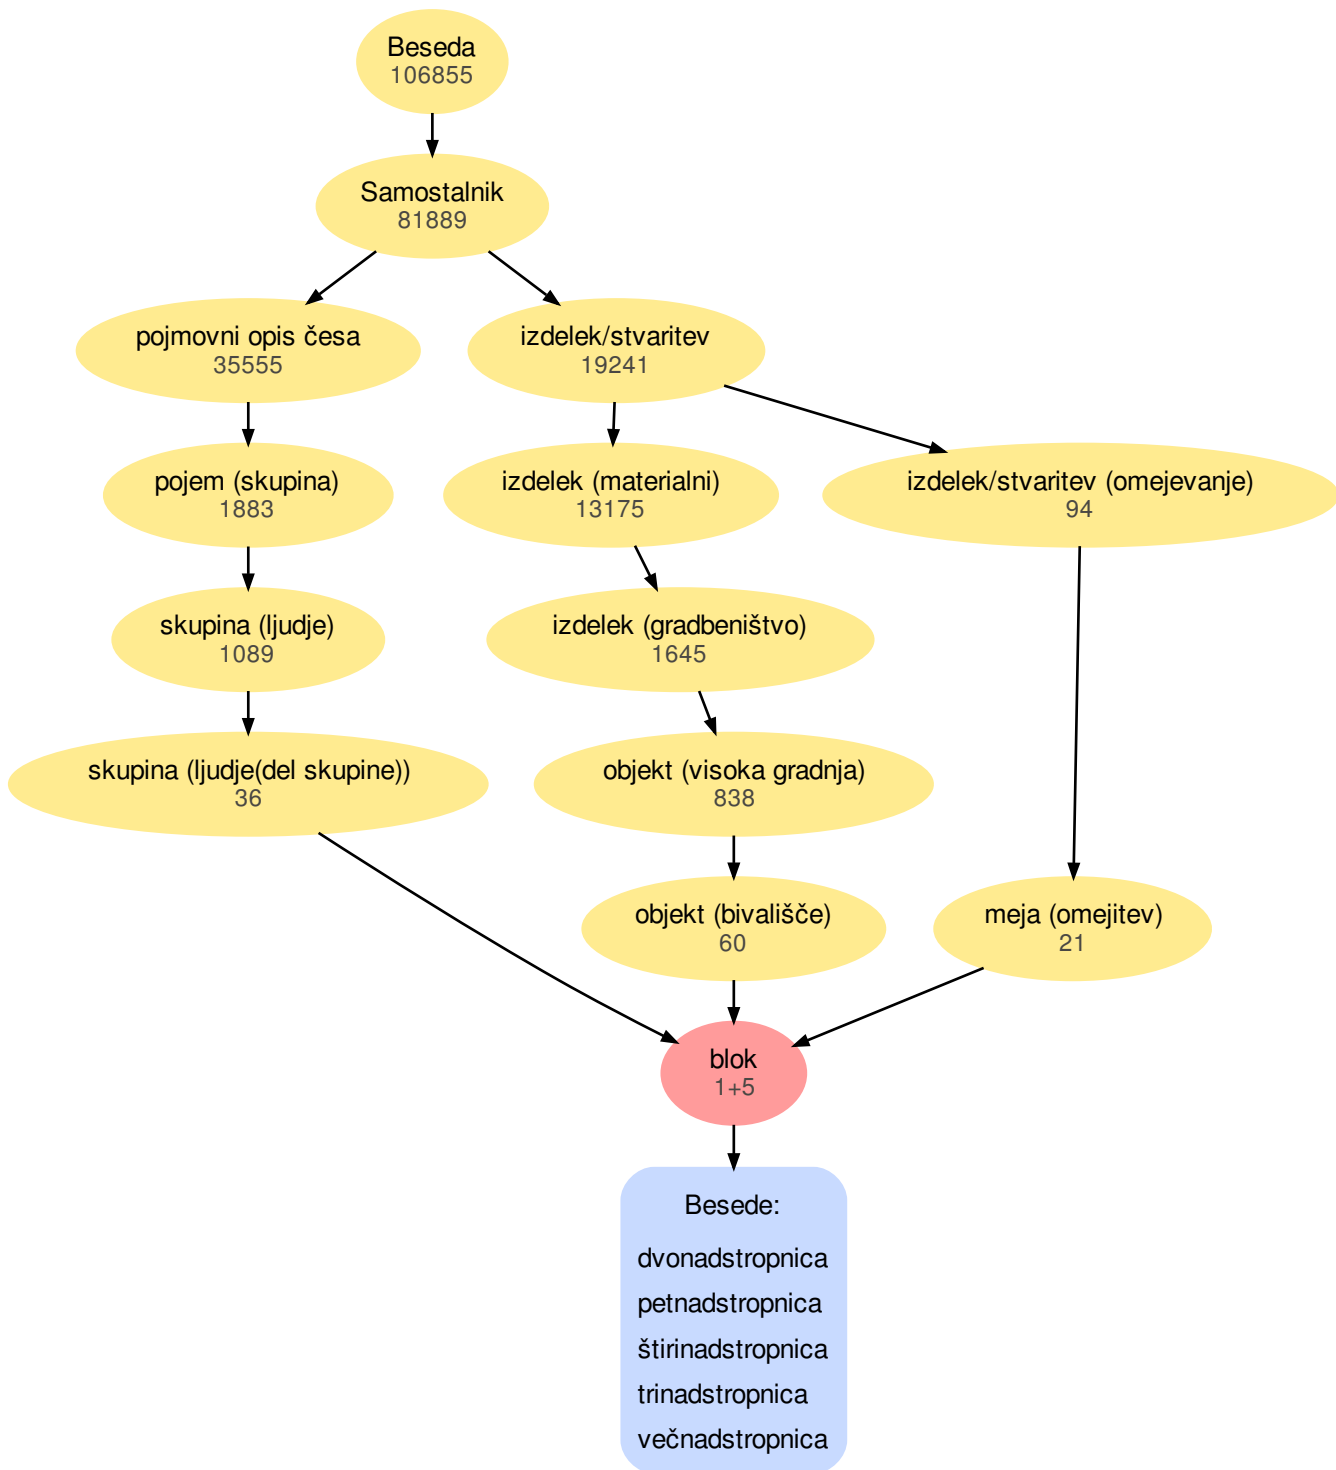 Beseda
106855
Samostalnik
81889
pojmovni opis česa
35555
izdelek/stvaritev
19241
pojem (skupina)
1883
izdelek (materialni)
13175
izdelek/stvaritev (omejevanje)
94
skupina (ljudje)
1089
izdelek (gradbeništvo)
1645
skupina (ljudje(del skupine))
36
objekt (visoka gradnja)
838
objekt (bivališče)
60
meja (omejitev)
21
blok
1+5
Besede:
dvonadstropnica
petnadstropnica
štirinadstropnica
trinadstropnica
večnadstropnica